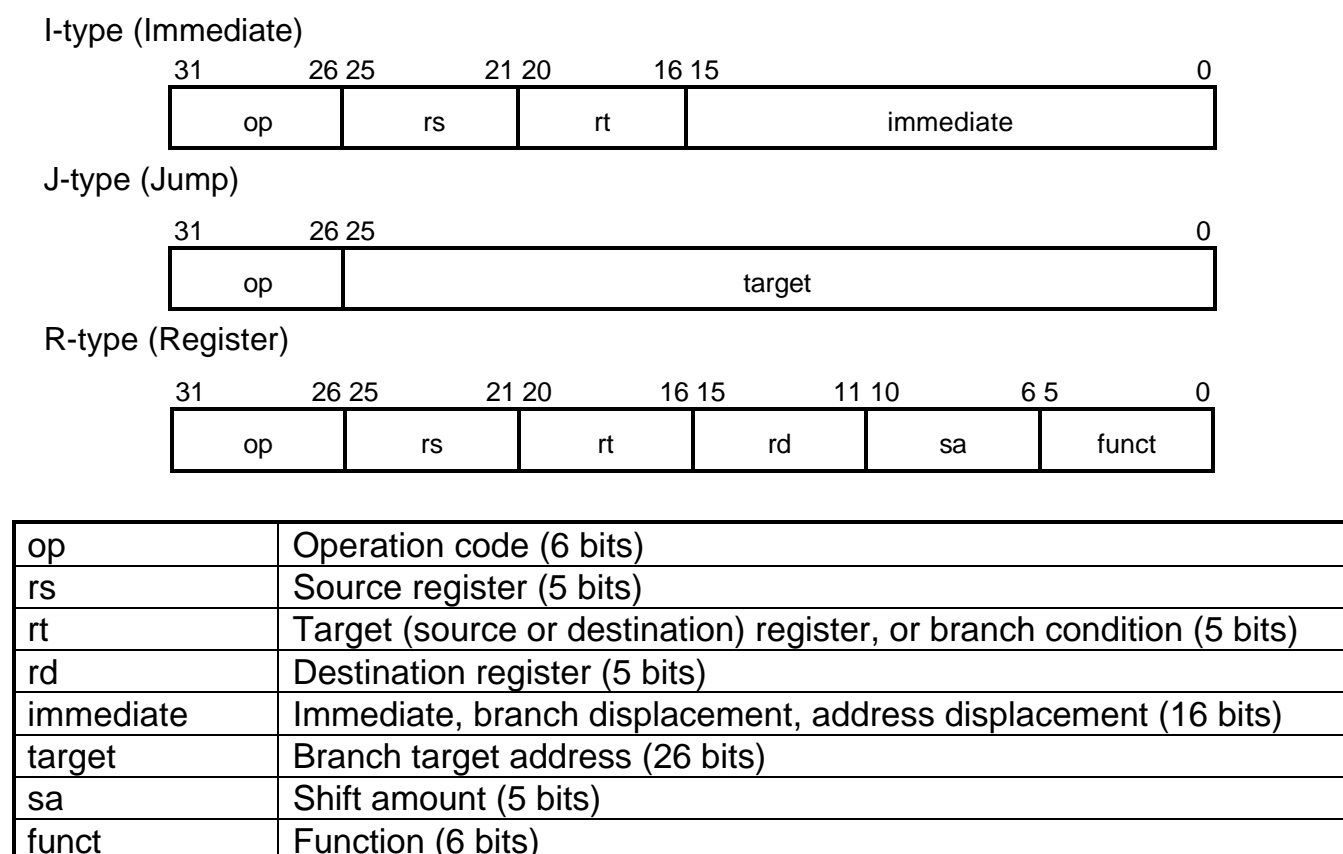 I-type (Immediate)
31 26 25 21 20 16 15 0
op rs rt immediate
J-type (Jump)
31 26 25 0
op target
R-type (Register)
31 26 25 21 20 16 15 11 10 6 5 0
op rs rt rd sa funct
op Operation code (6 bits)
rs Source register (5 bits)
rt Target (source or destination) register, or branch condition (5 bits)
rd Destination register (5 bits)
immediate Immediate, branch displacement, address displacement (16 bits)
target Branch target address (26 bits)
sa Shift amount (5 bits)
funct Function (6 bits)